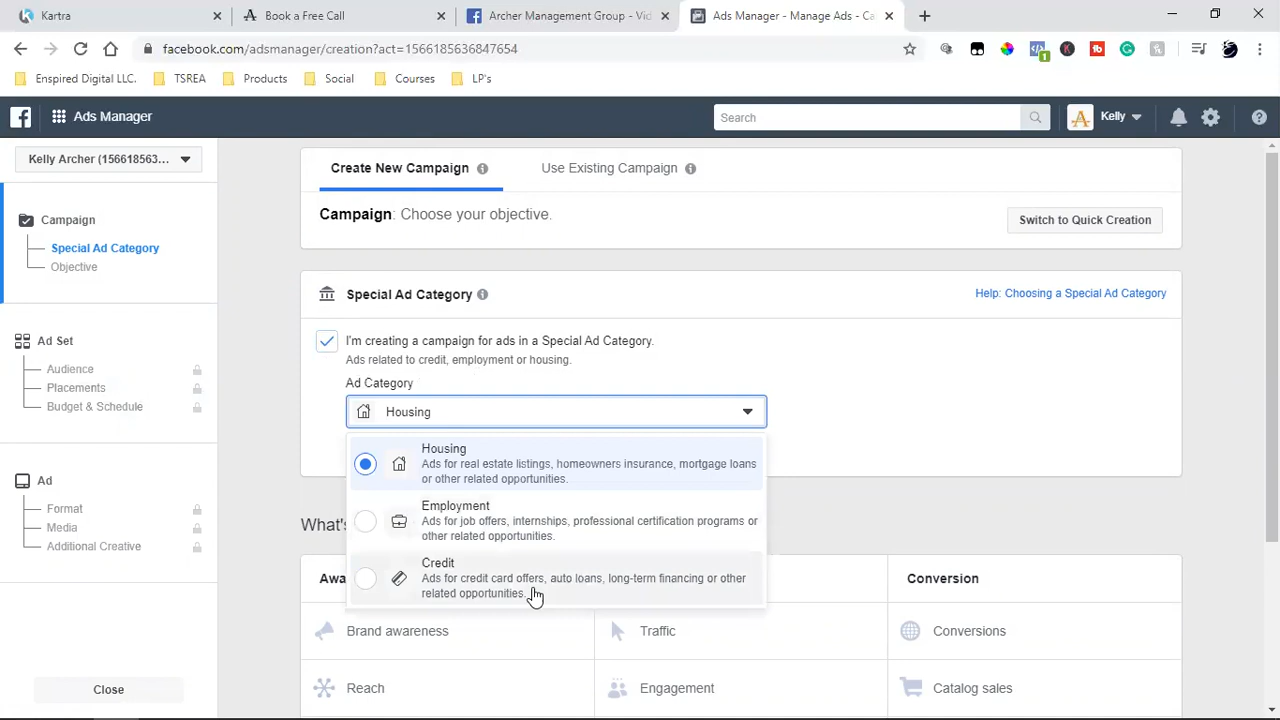 Kartra
Book a Free Call
Archer Management Group - Vid
Ads Manager - Manage Ads - Ca
facebook.com/adsmanager/creation?act=1566185636847654
1
Enspired Digital LLC.
TSREA
Products
Social
Courses
LP's
Ads Manager
Search
Kelly
Kelly Archer (156618563...
Create New Campaign
Use Existing Campaign
Campaign: Choose your objective.
Switch to Quick Creation
Campaign
Special Ad Category
Objective
Special Ad Category
Help: Choosing a Special Ad Category
I'm creating a campaign for ads in a Special Ad Category.
Ads related to credit, employment or housing.
Ad Set
Audience
Placements
Budget & Schedule
Ad Category
Housing
Housing
Ads for real estate listings, homeowners insurance, mortgage loans
or other related opportunities.
Employment
Ads for job offers, internships, professional certification programs or
other related opportunities.
Credit
Ads for credit card offers, auto loans, long-term financing or other
related opportunities.
Ad
Format
Media
Additional Creative
What's
Conversion
Brand awareness
Traffic
Conversions
Reach
Engagement
Catalog sales
Close